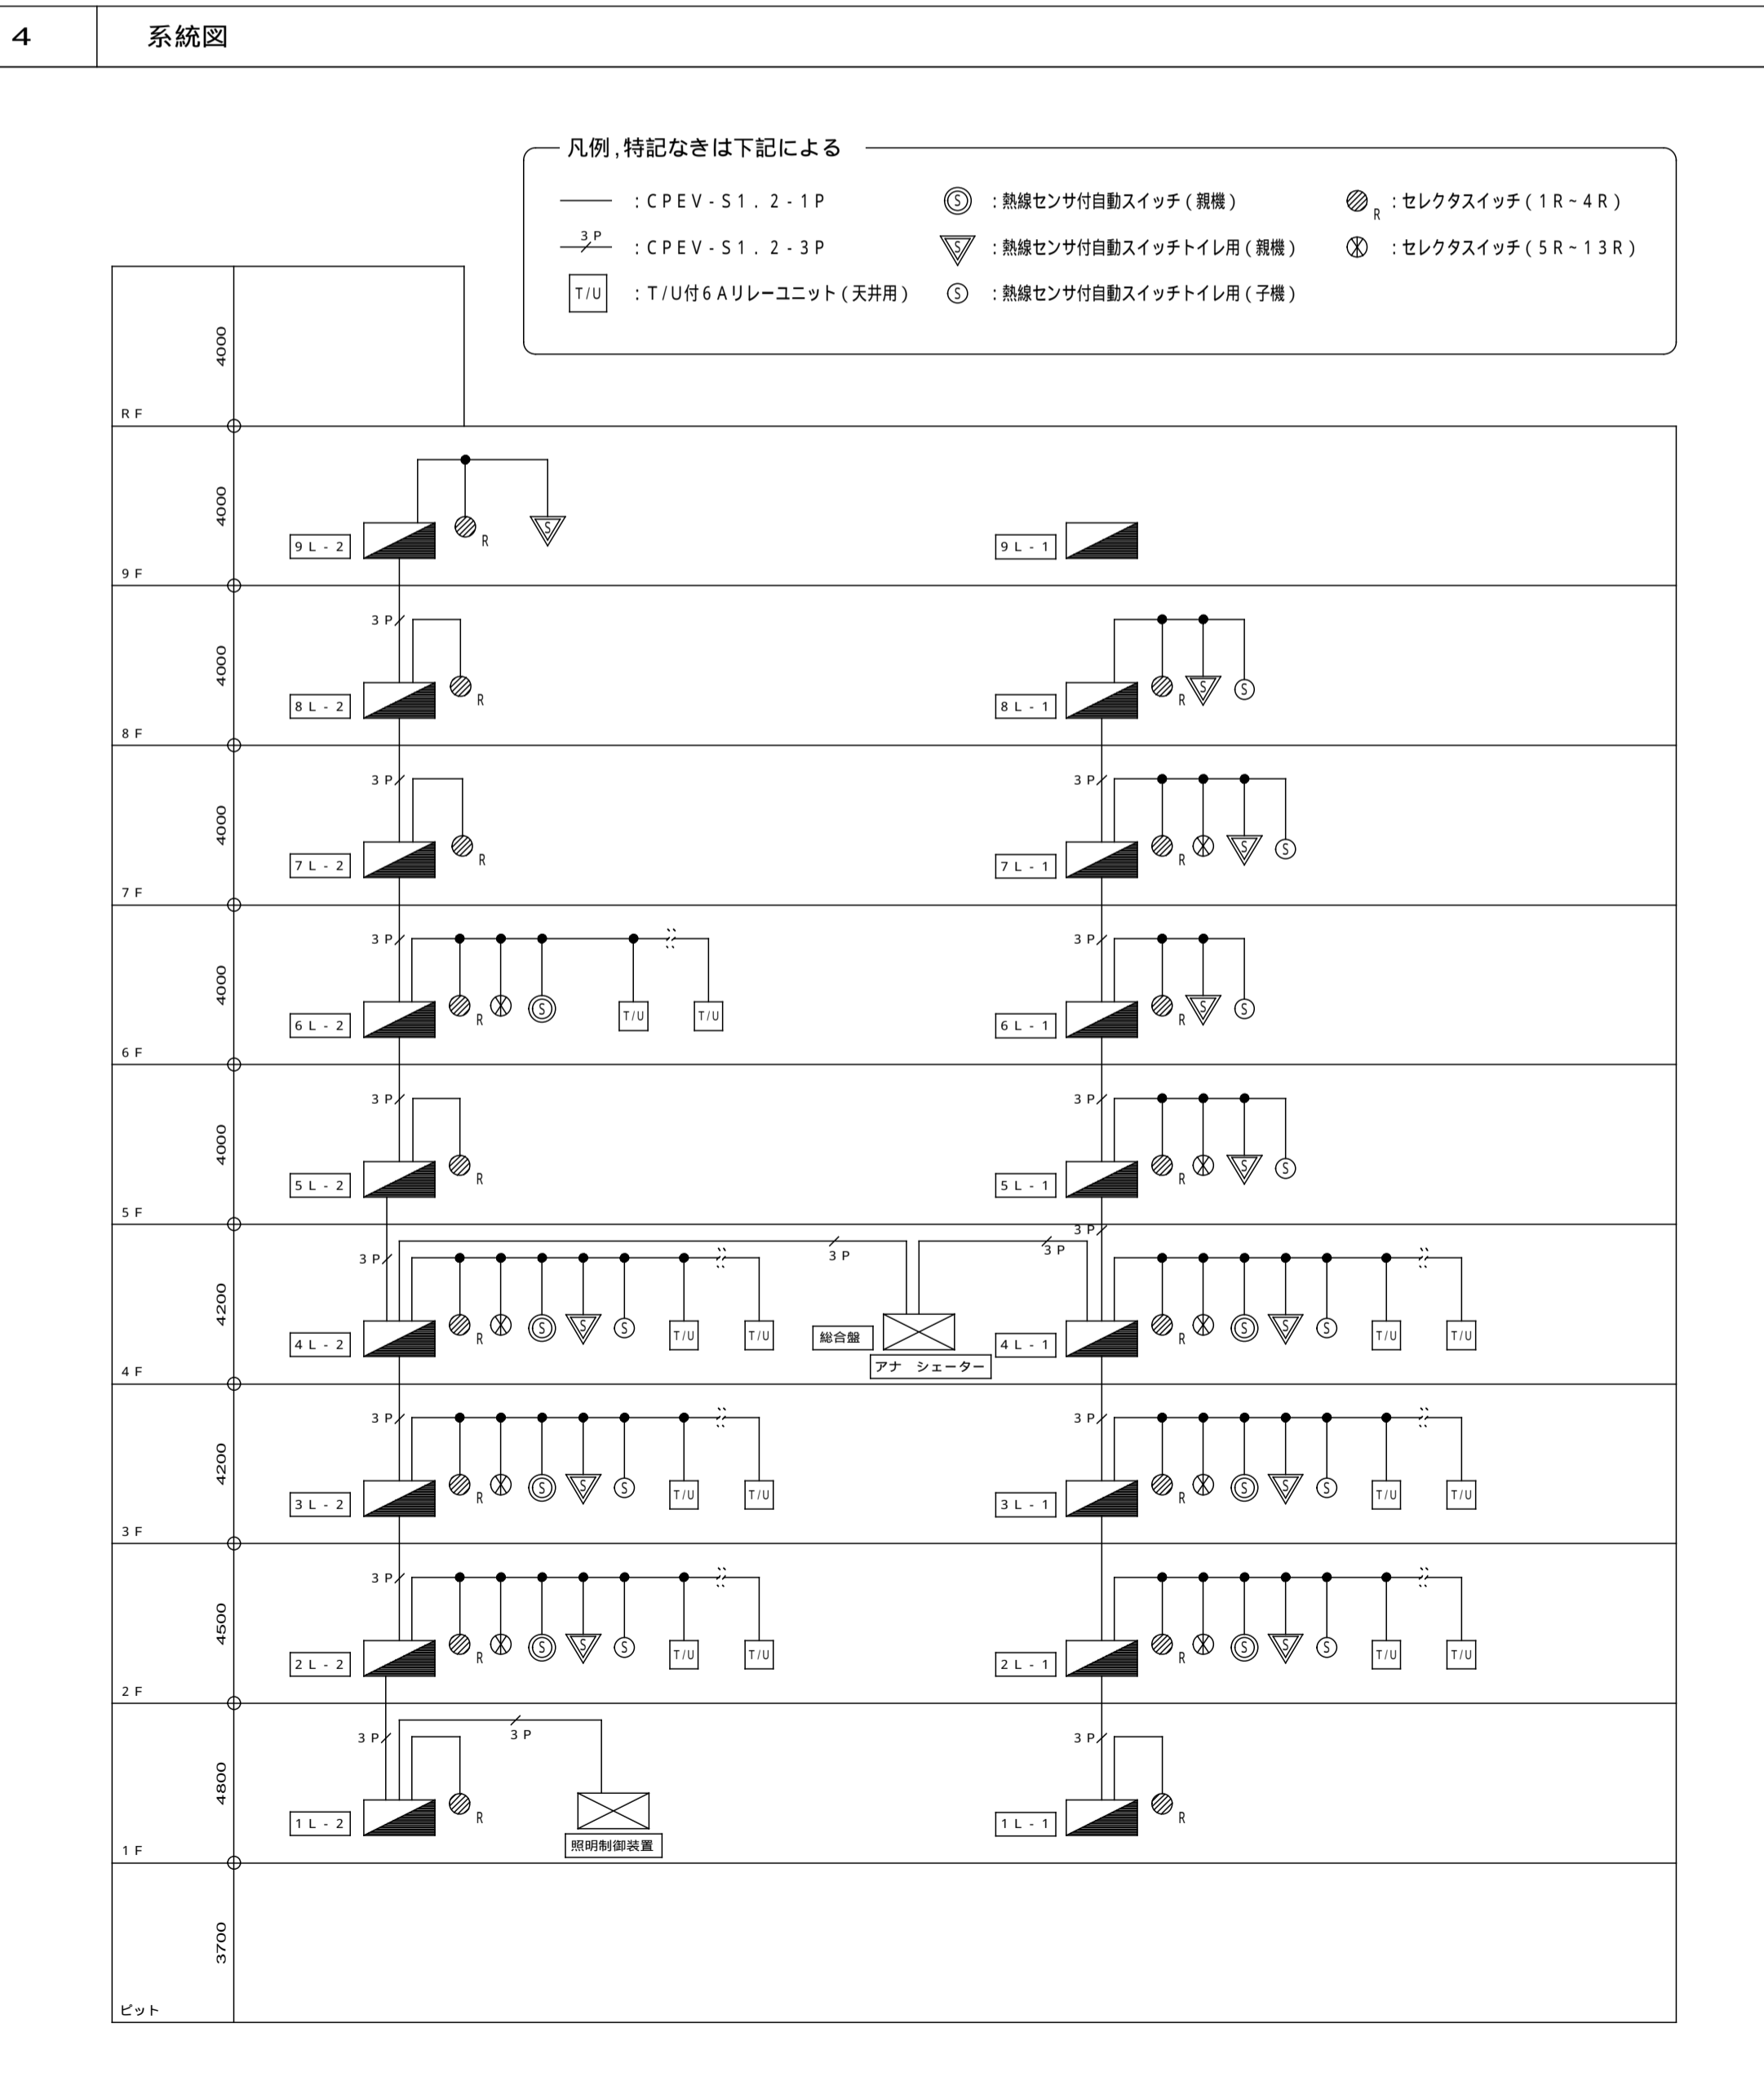 4 系統図
凡例,特記なきは下記による
:CPEV-S1.2-1P
S :熱線センサ付自動スイッチ(親機)
R :セレクタスイッチ(1R~4R)
3P :CPEV-S1.2-3P
S :熱線センサ付自動スイッチトイレ用(親機)
:セレクタスイッチ(5R~13R)
T/U :T/U付6Aリレーユニット(天井用)
S :熱線センサ付自動スイッチトイレ用(子機)
4000
RF
4000
R S
9L-2 9L-1
9F
4000
3P
R R S S
8L-2 8L-1
8F
4000
3P 3P
R R S S
7L-2 7L-1
7F
4000
3P 3P
R S T/U T/U R S S
6L-2 6L-1
6F
4000
3P 3P
R R S S
5L-2 5L-1
5F
3P
4200
3P 3P 3P
R S S S T/U T/U R S S S T/U T/U
4L-2 総合盤 4L-1
アナ シェーター
4F
4200
3P 3P
R S S S T/U T/U R S S S T/U T/U
3L-2 3L-1
3F
4500
3P
R S S S T/U T/U R S S S T/U T/U
2L-2 2L-1
2F
4800
3P 3P 3P
R R
1L-2 1L-1
照明制御装置
1F
3700
ピット